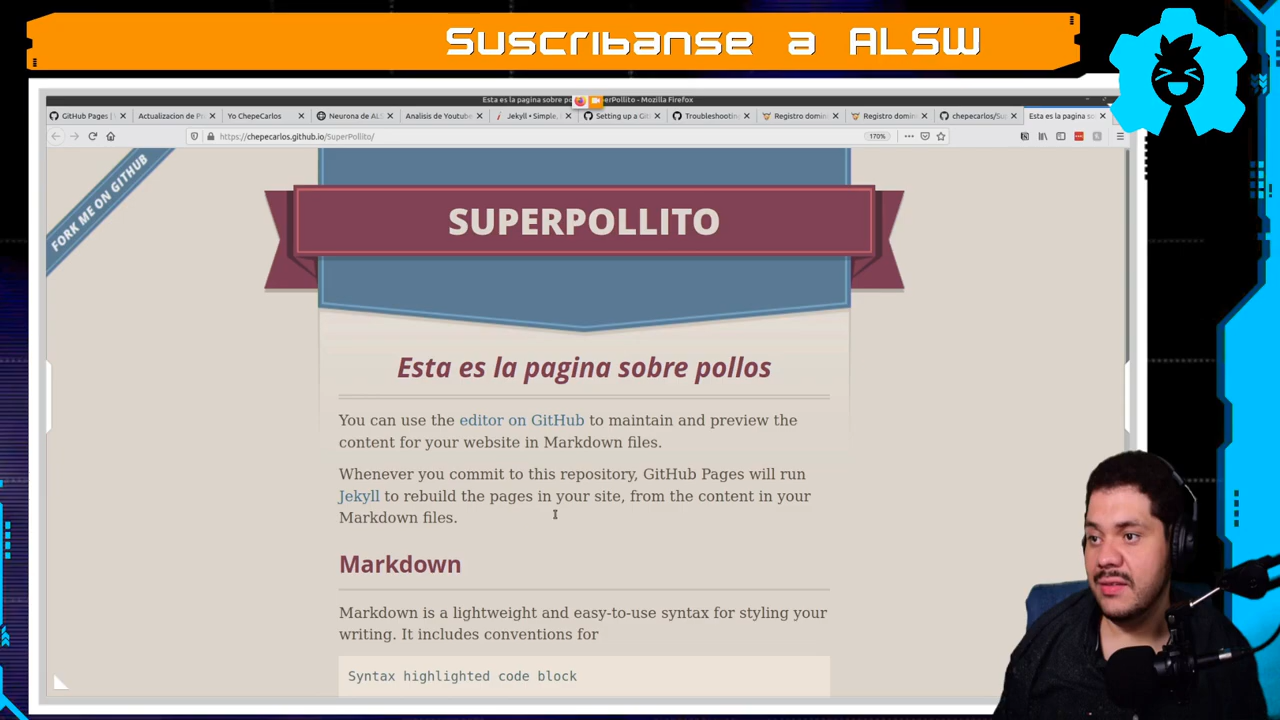 Suscribanse a ALSW
Esta es la pagina sobre po SuperPollito - Mozilla Firefox
GitHub Pages |
Actualizacion de P
Yo ChepeCarlos
Neurona de AL
Analisis de Youtube
Jekyll • Simple,
Setting up a Git
Troubleshooting
Registro domin
Registro domin
chepecarlos/Su
Esta es la pagina so
https://chepecarlos.github.io/SuperPollito/
170%
FORK ME ON GITHUB
SUPERPOLLITO
Esta es la pagina sobre pollos
You can use the editor on GitHub to maintain and preview the
content for your website in Markdown files.
Whenever you commit to this repository, GitHub Pages will run
Jekyll to rebuild the pages in your site, from the content in your
Markdown files.
Markdown
Markdown is a lightweight and easy-to-use syntax for styling your
writing. It includes conventions for
Syntax highlighted code block